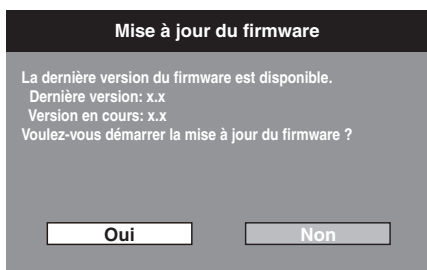 Mise à jour du firmware
La dernière version du firmware est disponible.
Dernière version: x.x
Version en cours: x.x
Voulez-vous démarrer la mise à jour du firmware ?
Oui
Non